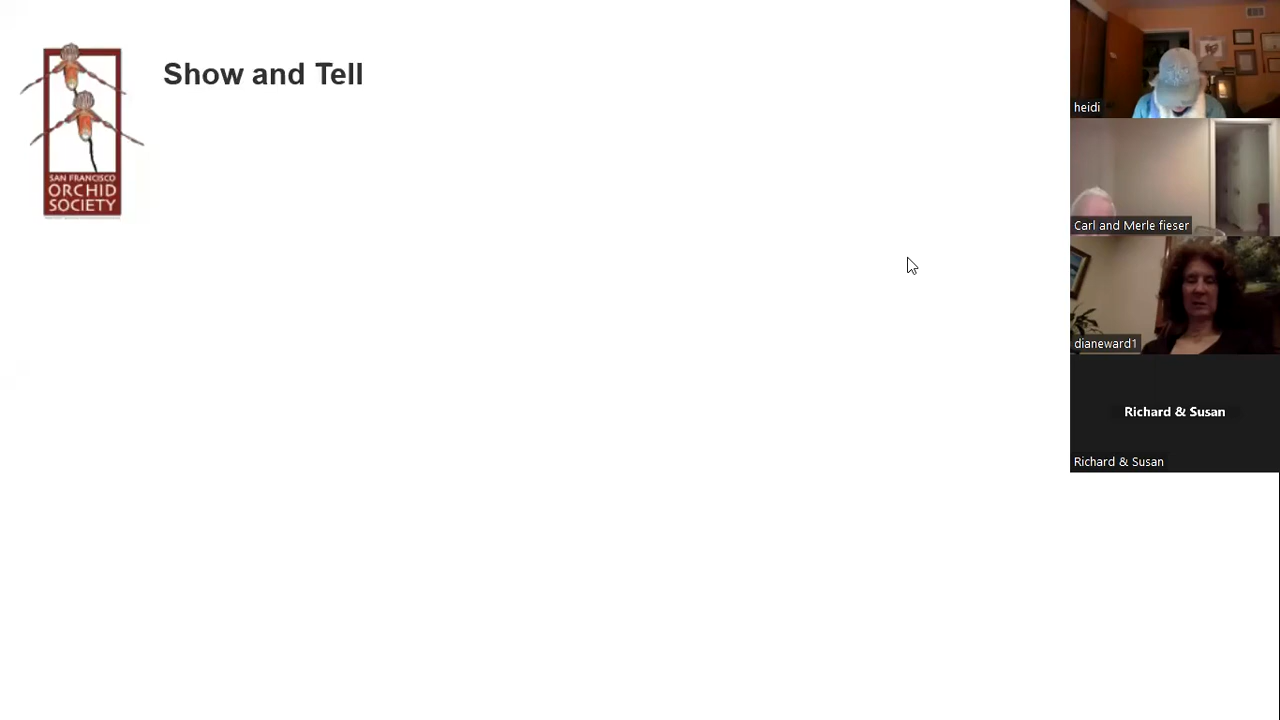 Show and Tell
SAN FRANCISCO
ORCHID
SOCIETY
heidi
Carl and Merle fieser
dianeward1
Richard & Susan
Richard & Susan